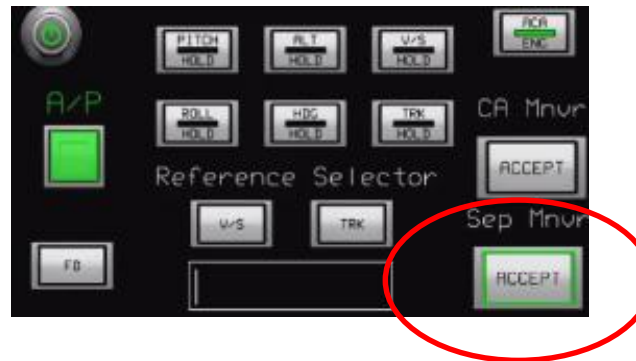 PITCH
HOLD
ALT
HOLD
V/S
HOLD
ACA
ENG
A/P
ROLL
HOLD
HDG
HOLD
TRK
HOLD
CA Mnvr
ACCEPT
Reference Selector
V/S
TRK
Sep Mnvr
FD
ACCEPT